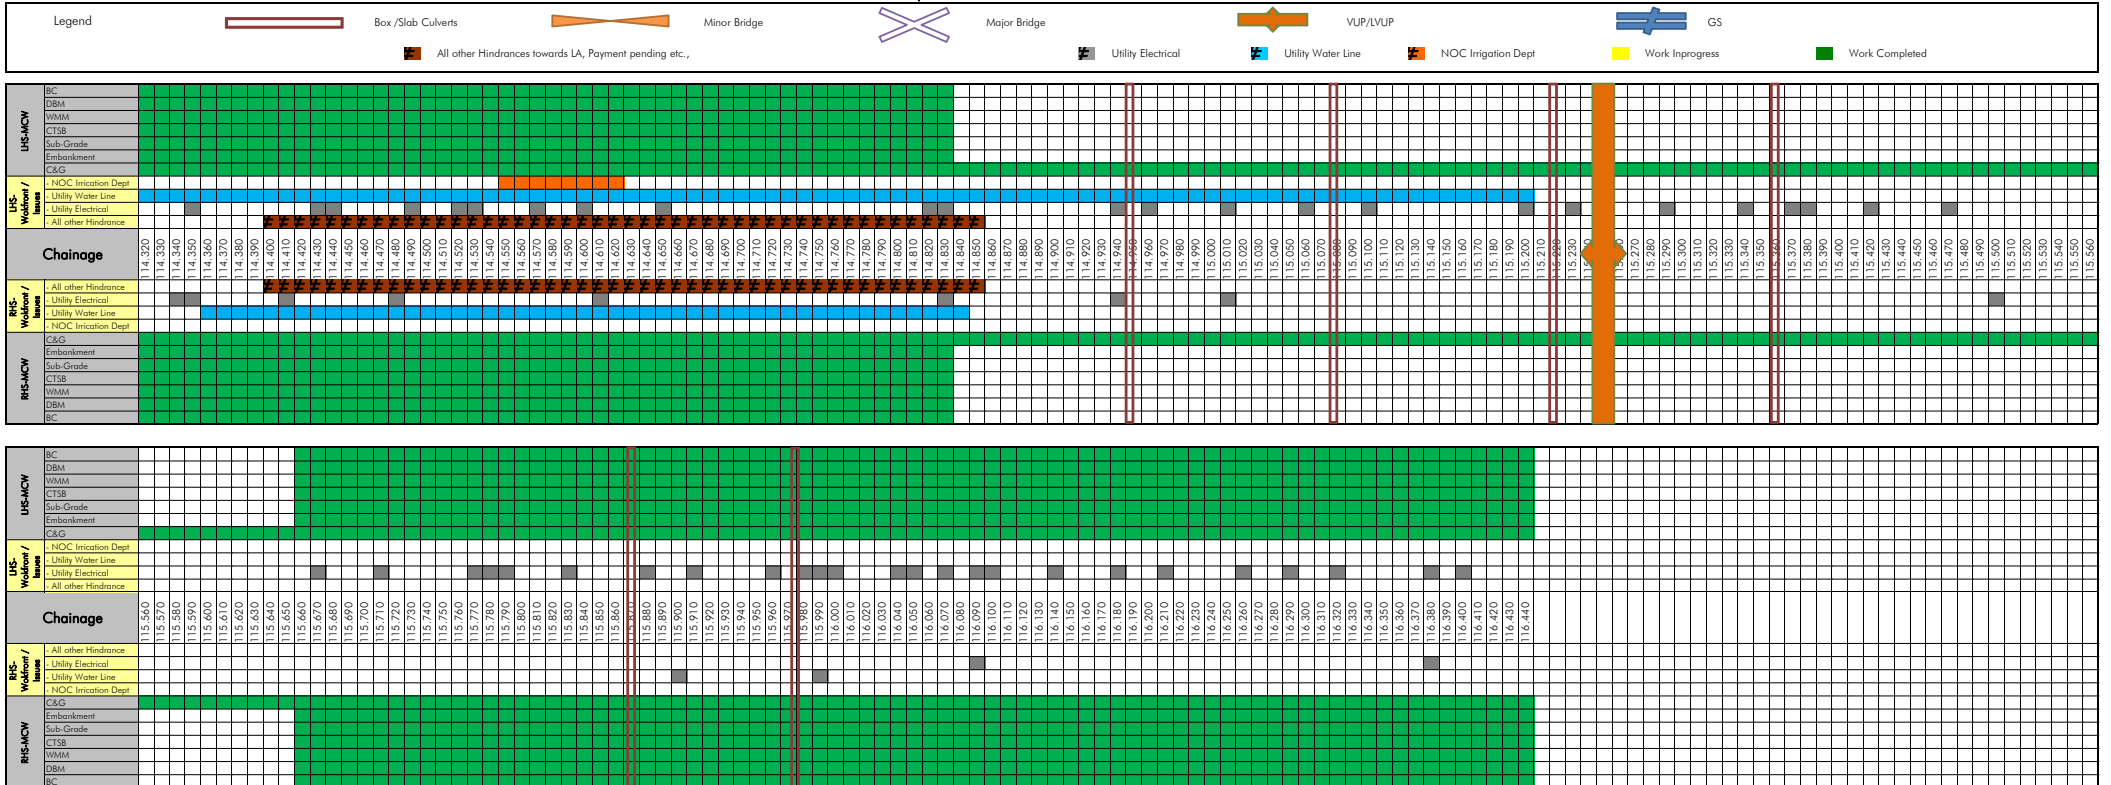 Legend
Box /Slab Culverts
Minor Bridge
Major Bridge
VUP/LVUP
GS
All other Hindrances towards LA, Payment pending etc.,
Utility Electrical
Utility Water Line
NOC Irrigation Dept
Work Inprogress
Work Completed
LHS-MCW
BC
DBM
WMM
CTSB
Sub-Grade
Embankment
C&G
LHS-
Wokfront /
Issues
- NOC Irrication Dept
- Utility Water Line
- Utility Electrical
- All other Hindrance
Chainage
114.320 114.330 114.340 114.350 114.360 114.370 114.380 114.390 114.400 114.410 114.420 114.430 114.440 114.450 114.460 114.470 114.480 114.490 114.500 114.510 114.520 114.530 114.540 114.550 114.560 114.570 114.580 114.590 114.600 114.610 114.620 114.630 114.640 114.650 114.660 114.670 114.680 114.690 114.700 114.710 114.720 114.730 114.740 114.750 114.760 114.770 114.780 114.790 114.800 114.810 114.820 114.830 114.840 114.850 114.860 114.870 114.880 114.890 114.900 114.910 114.920 114.930 114.940 114.950 114.960 114.970 114.980 114.990 115.000 115.010 115.020 115.030 115.040 115.050 115.060 115.070 115.080 115.090 115.100 115.110 115.120 115.130 115.140 115.150 115.160 115.170 115.180 115.190 115.200 115.210 115.220 115.230 115.270 115.280 115.290 115.300 115.310 115.320 115.330 115.340 115.350 115.360 115.370 115.380 115.390 115.400 115.410 115.420 115.430 115.440 115.450 115.460 115.470 115.480 115.490 115.500 115.510 115.520 115.530 115.540 115.550 115.560
RHS-
Wokfront /
Issues
- All other Hindrance
- Utility Electrical
- Utility Water Line
- NOC Irrication Dept
RHS-MCW
C&G
Embankment
Sub-Grade
CTSB
WMM
DBM
BC
LHS-MCW
BC
DBM
WMM
CTSB
Sub-Grade
Embankment
C&G
LHS-
Wokfront /
Issues
- NOC Irrication Dept
- Utility Water Line
- Utility Electrical
- All other Hindrance
Chainage
115.560 115.570 115.580 115.590 115.600 115.610 115.620 115.630 115.640 115.650 115.660 115.670 115.680 115.690 115.700 115.710 115.720 115.730 115.740 115.750 115.760 115.770 115.780 115.790 115.800 115.810 115.820 115.830 115.840 115.850 115.860 115.870 115.880 115.890 115.900 115.910 115.920 115.930 115.940 115.950 115.960 115.970 115.980 115.990 116.000 116.010 116.020 116.030 116.040 116.050 116.060 116.070 116.080 116.090 116.100 116.110 116.120 116.130 116.140 116.150 116.160 116.170 116.180 116.190 116.200 116.210 116.220 116.230 116.240 116.250 116.260 116.270 116.280 116.290 116.300 116.310 116.320 116.330 116.340 116.350 116.360 116.370 116.380 116.390 116.400 116.410 116.420 116.430 116.440
RHS-
Wokfront /
Issues
- All other Hindrance
- Utility Electrical
- Utility Water Line
- NOC Irrication Dept
RHS-MCW
C&G
Embankment
Sub-Grade
CTSB
WMM
DBM
BC